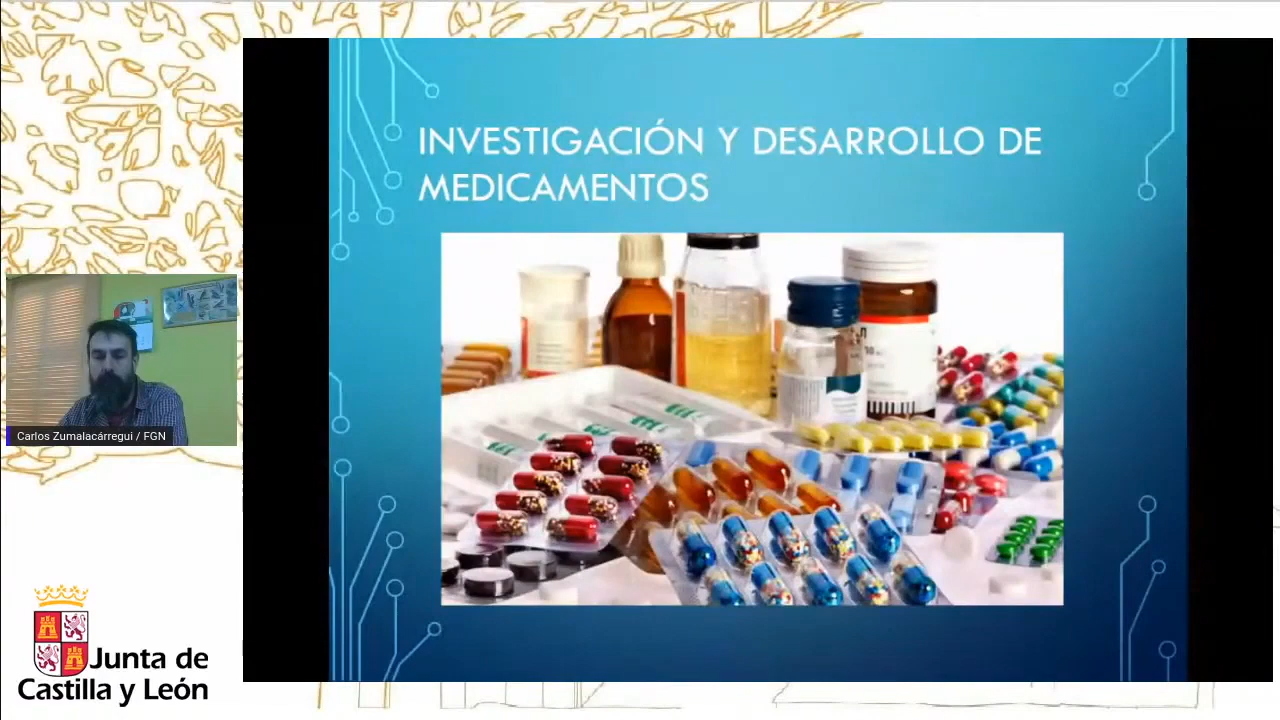 INVESTIGACIÓN Y DESARROLLO DE
MEDICAMENTOS
Carlos Zumalacárregui / FGN
Junta de
Castilla y León